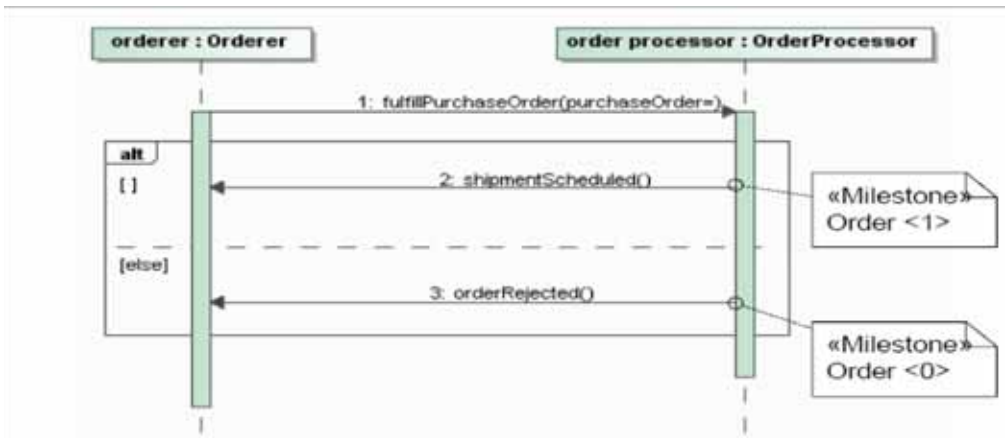 orderer : Orderer
order processor : OrderProcessor
1: fulfillPurchaseOrder(purchaseOrder=)
alt
[ ]
2: shipmentScheduled()
«Milestone»
Order <1>
[else]
3: orderRejected()
«Milestone»
Order <0>